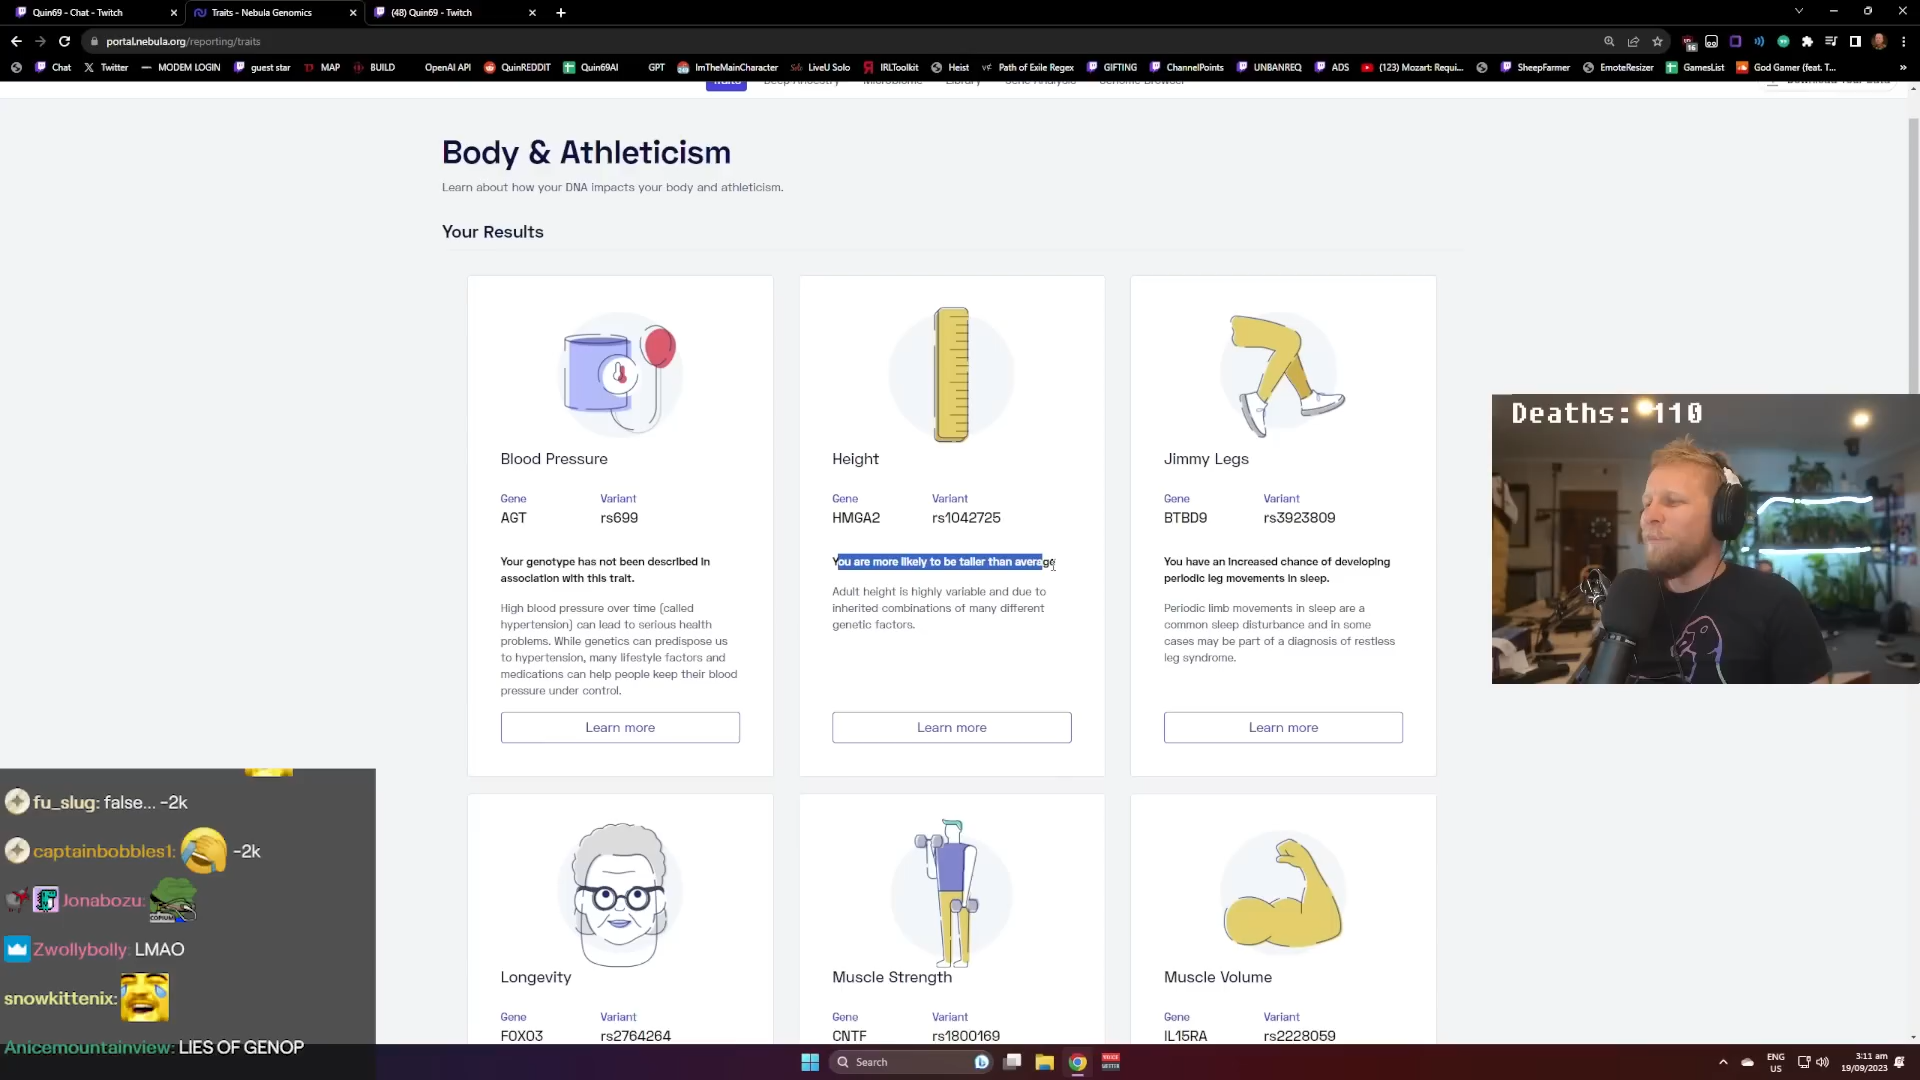 Quin69 - Chat - Twitch
Traits - Nebula Genomics
(48) Quin69 - Twitch
portal.nebula.org/reporting/traits
16
Chat
Twitter
MODEM LOGIN
guest star
MAP
BUILD
OpenAI API
QuinREDDIT
Quin69AI
GPT
ImTheMainCharacter
LiveU Solo
IRLToolkit
Heist
Path of Exile Regex
GIFTING
ChannelPoints
UNBANREQ
ADS
(123) Mozart: Requi...
SheepFarmer
EmoteResizer
GamesList
God Gamer (feat. T...
Body & Athleticism
Learn about how your DNA impacts your body and athleticism.
Your Results
Blood Pressure
Gene Variant
AGT rs699
Your genotype has not been described in
association with this trait.
High blood pressure over time (called
hypertension) can lead to serious health
problems. While genetics can predispose us
to hypertension, many lifestyle factors and
medications can help people keep their blood
pressure under control.
Learn more
Height
Gene Variant
HMGA2 rs1042725
You are more likely to be taller than average
Adult height is highly variable and due to
inherited combinations of many different
genetic factors.
Learn more
Jimmy Legs
Gene Variant
BTBD9 rs3923809
You have an increased chance of developing
periodic leg movements in sleep.
Periodic limb movements in sleep are a
common sleep disturbance and in some
cases may be part of a diagnosis of restless
leg syndrome.
Learn more
Deaths: 110
Longevity
Gene Variant
FOXO3 rs2764264
Muscle Strength
Gene Variant
CNTF rs1800169
Muscle Volume
Gene Variant
IL15RA rs2228059
fu_slug: false... -2k
captainbobbles1: -2k
Jonabozu: COPIUM
Zwollybolly: LMAO
snowkittenix:
Anicemountainview: LIES OF GENOP
Search
ENG
US
3:11 am
19/09/2023